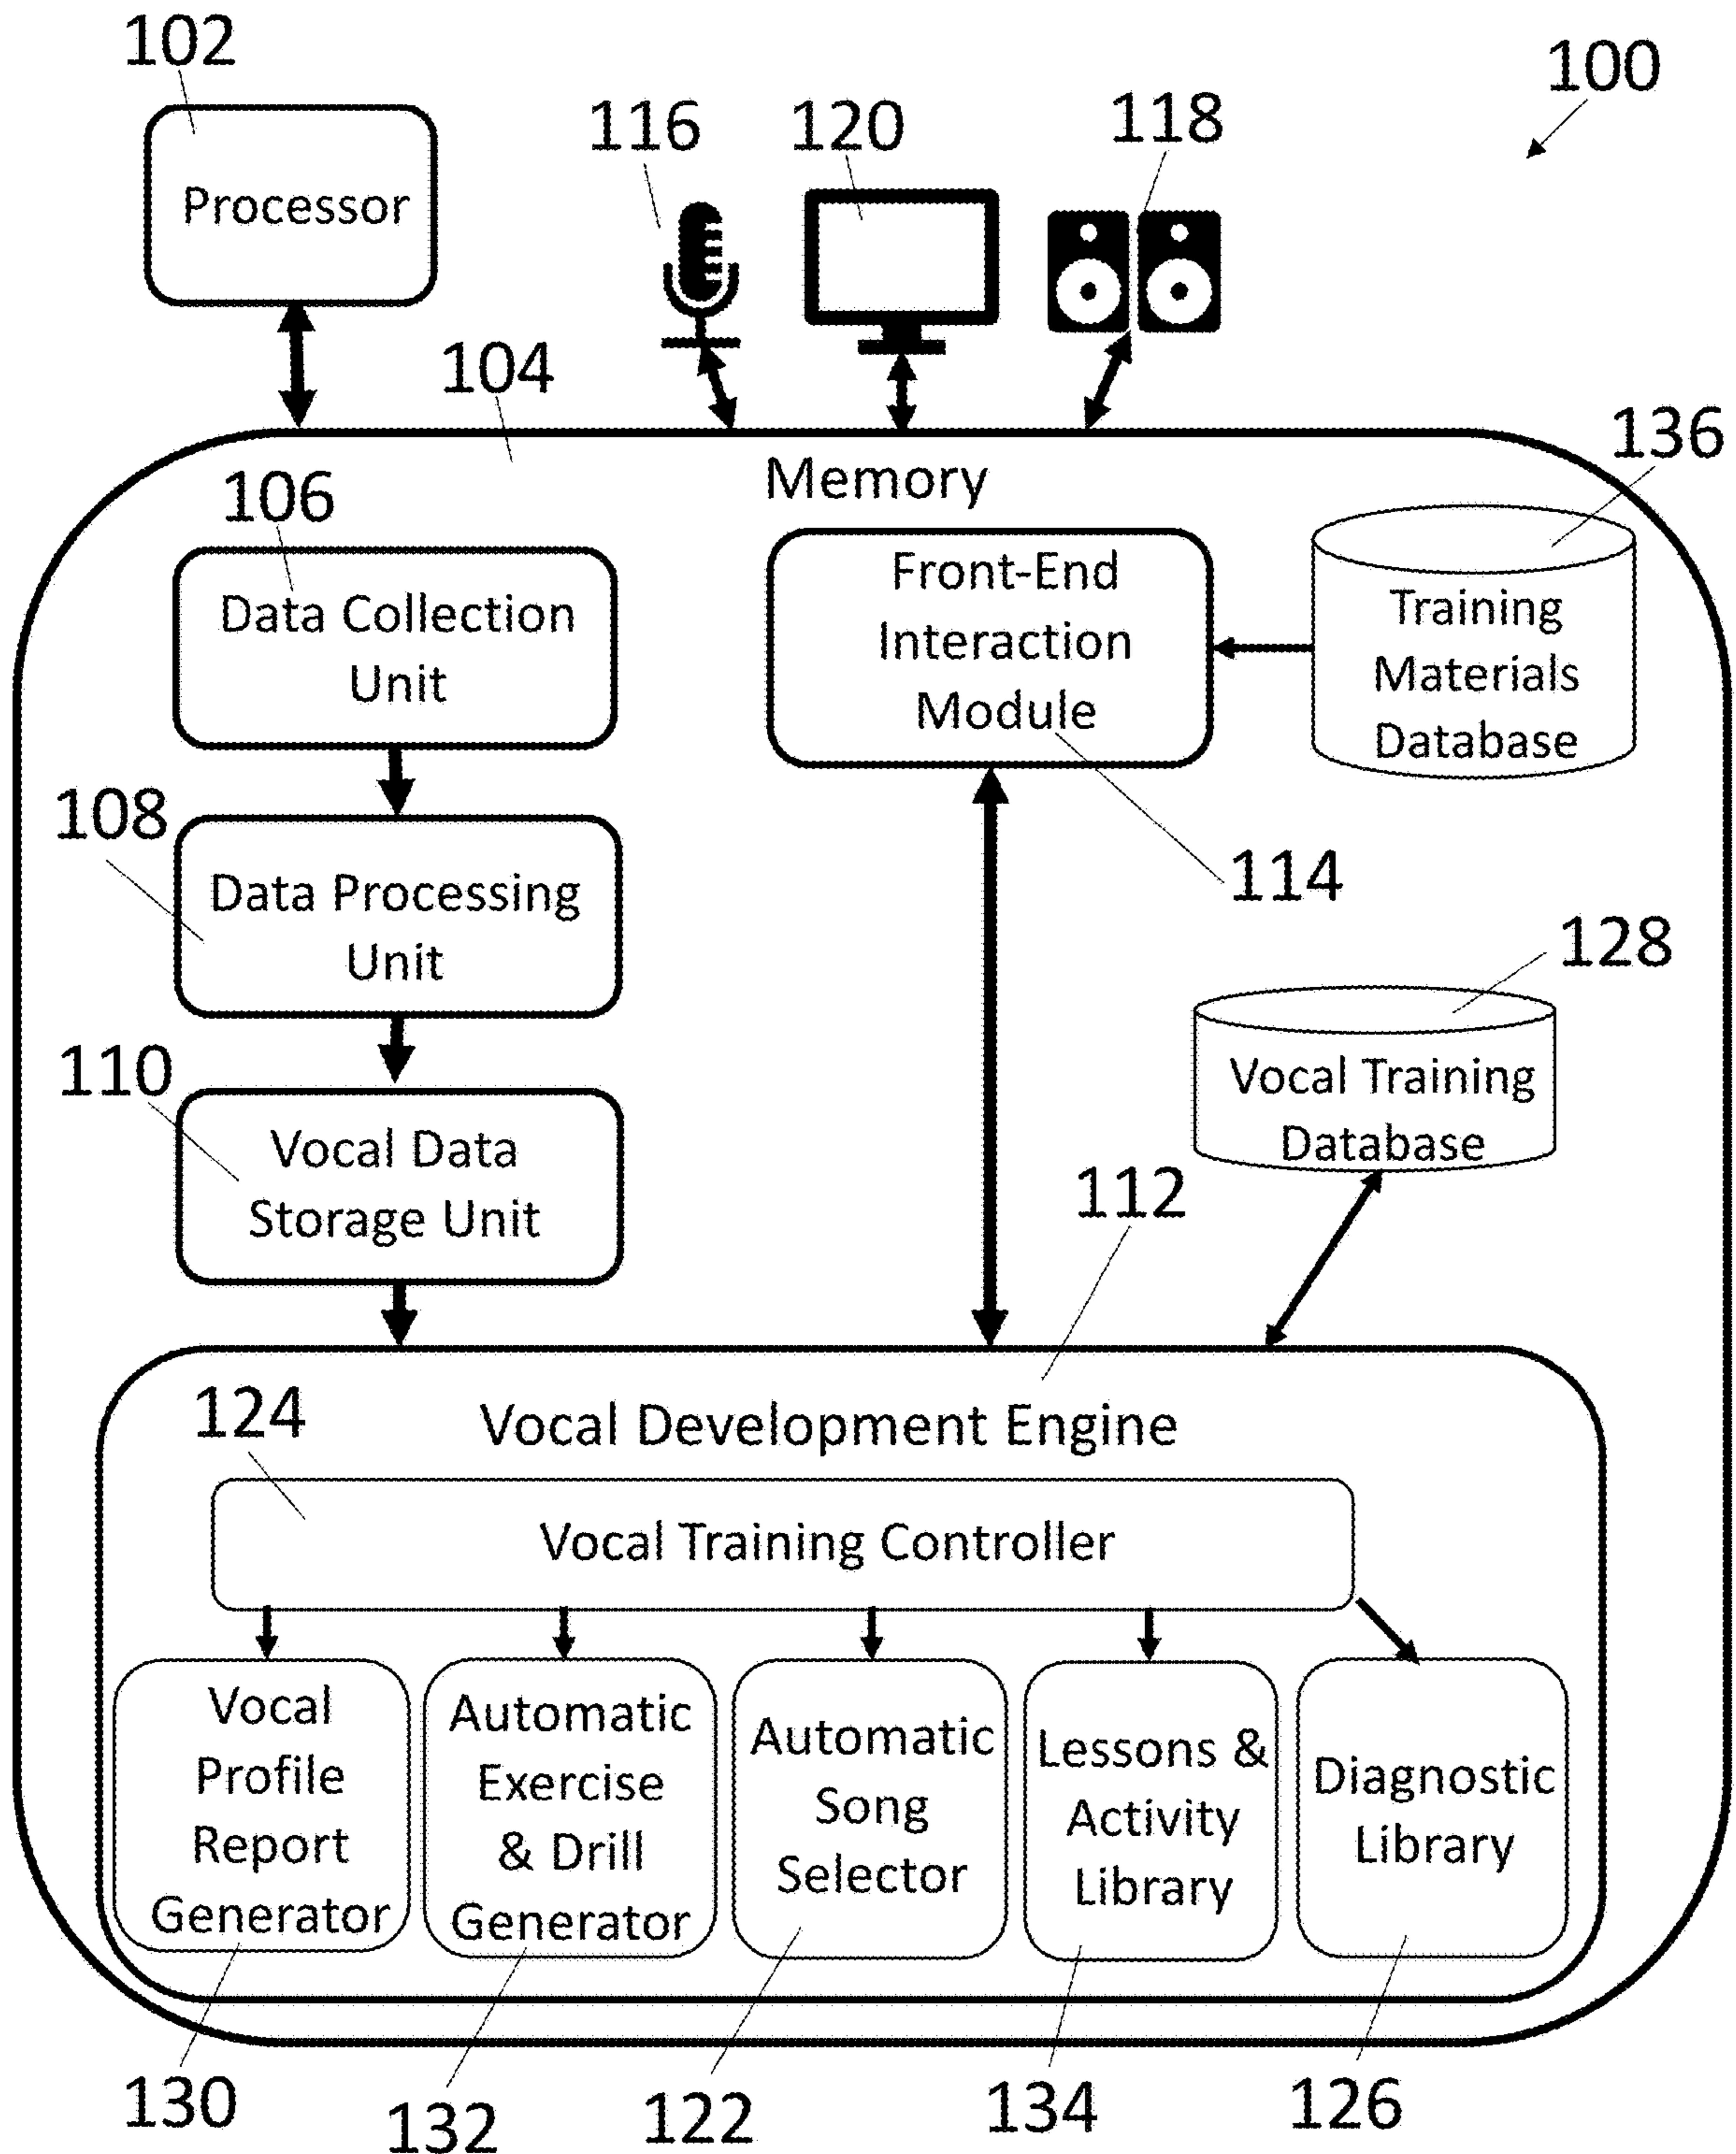 102
100
116
120
118
Processor
104
136
Memory
106
Front-End
Interaction
Module
Training
Materials
Database
Data Collection
Unit
108
114
Data Processing
Unit
128
110
Vocal Training
Database
Vocal Data
Storage Unit
112
124
Vocal Development Engine
Vocal Training Controller
Vocal
Profile
Report
Generator
Automatic
Exercise
& Drill
Generator
Automatic
Song
Selector
Lessons &
Activity
Library
Diagnostic
Library
130
132
122
134
126